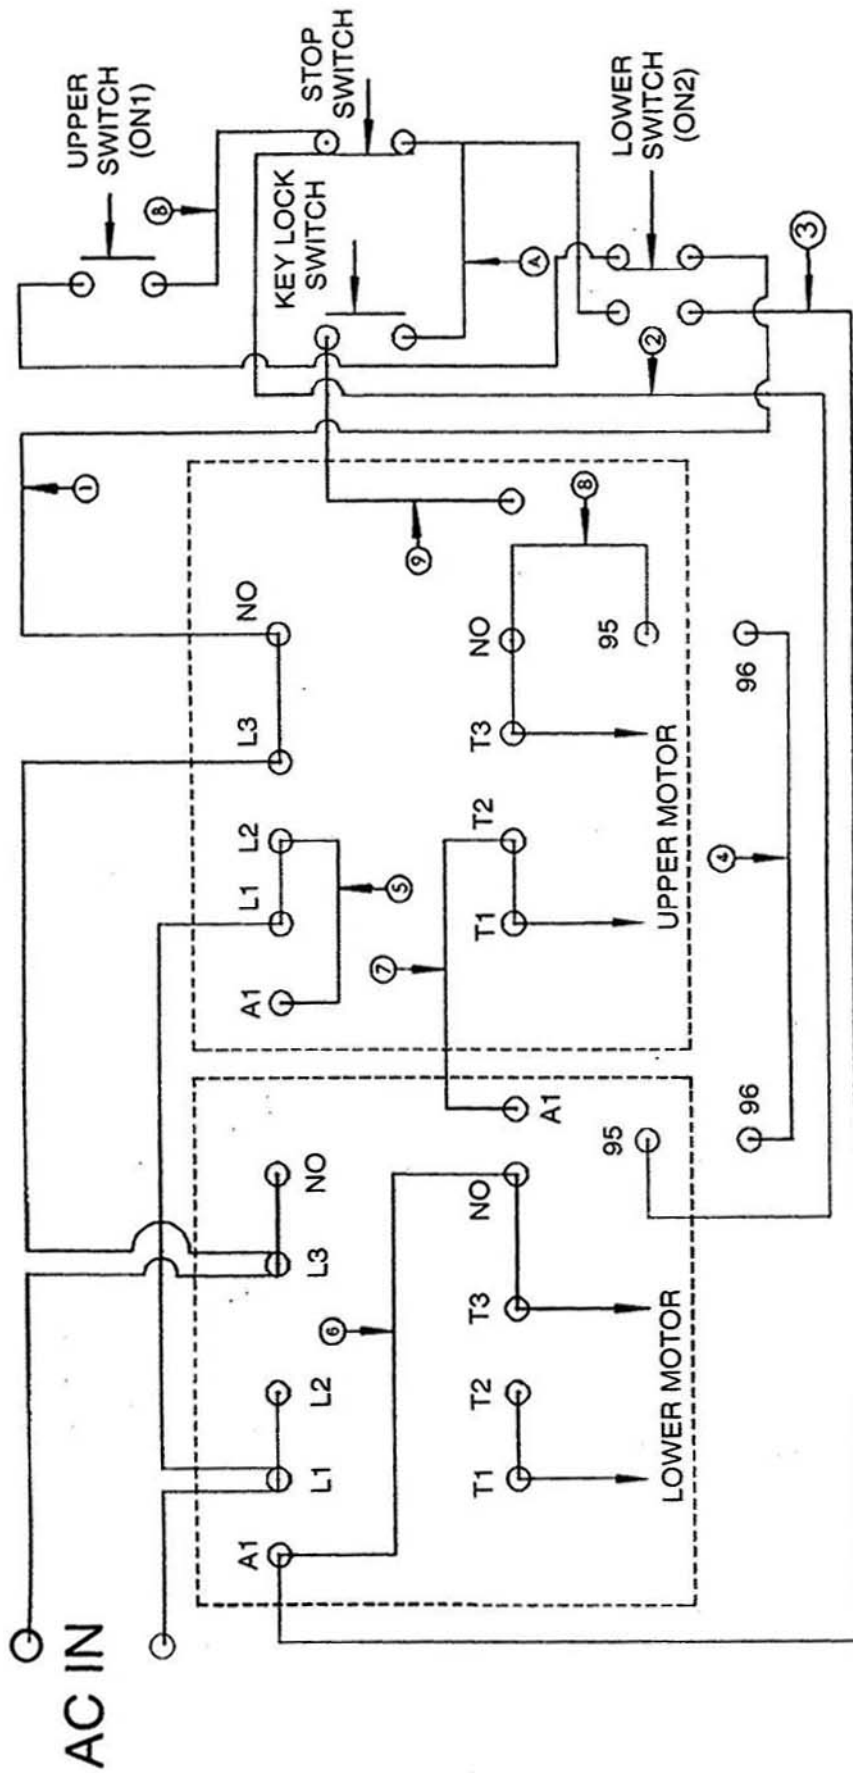 AC IN
1
UPPER
SWITCH
(ON1)
B
STOP
SWITCH
KEY LOCK
SWITCH
A1
L1
L2
L3
NO
A1
L1
L2
L3
NO
6
5
7
9
A
T1
T2
T3
NO
A1
T1
T2
T3
NO
8
95
95
LOWER MOTOR
UPPER MOTOR
LOWER
SWITCH
(ON2)
2
96
96
4
3